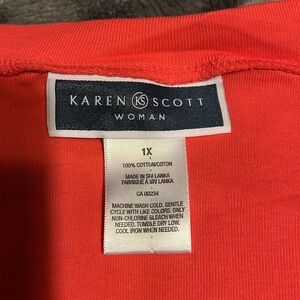 KAREN KS SCOTT
WOMAN
1X
100% COTTON/COTON
MADE IN SRI LANKA
FABRIQUÉ À SRI LANKA
CA 00234
MACHINE WASH COLD, GENTLE
CYCLE WITH LIKE COLORS. ONLY
NON-CHLORINE BLEACH WHEN
NEEDED. TUMBLE DRY LOW.
COOL IRON WHEN NEEDED.